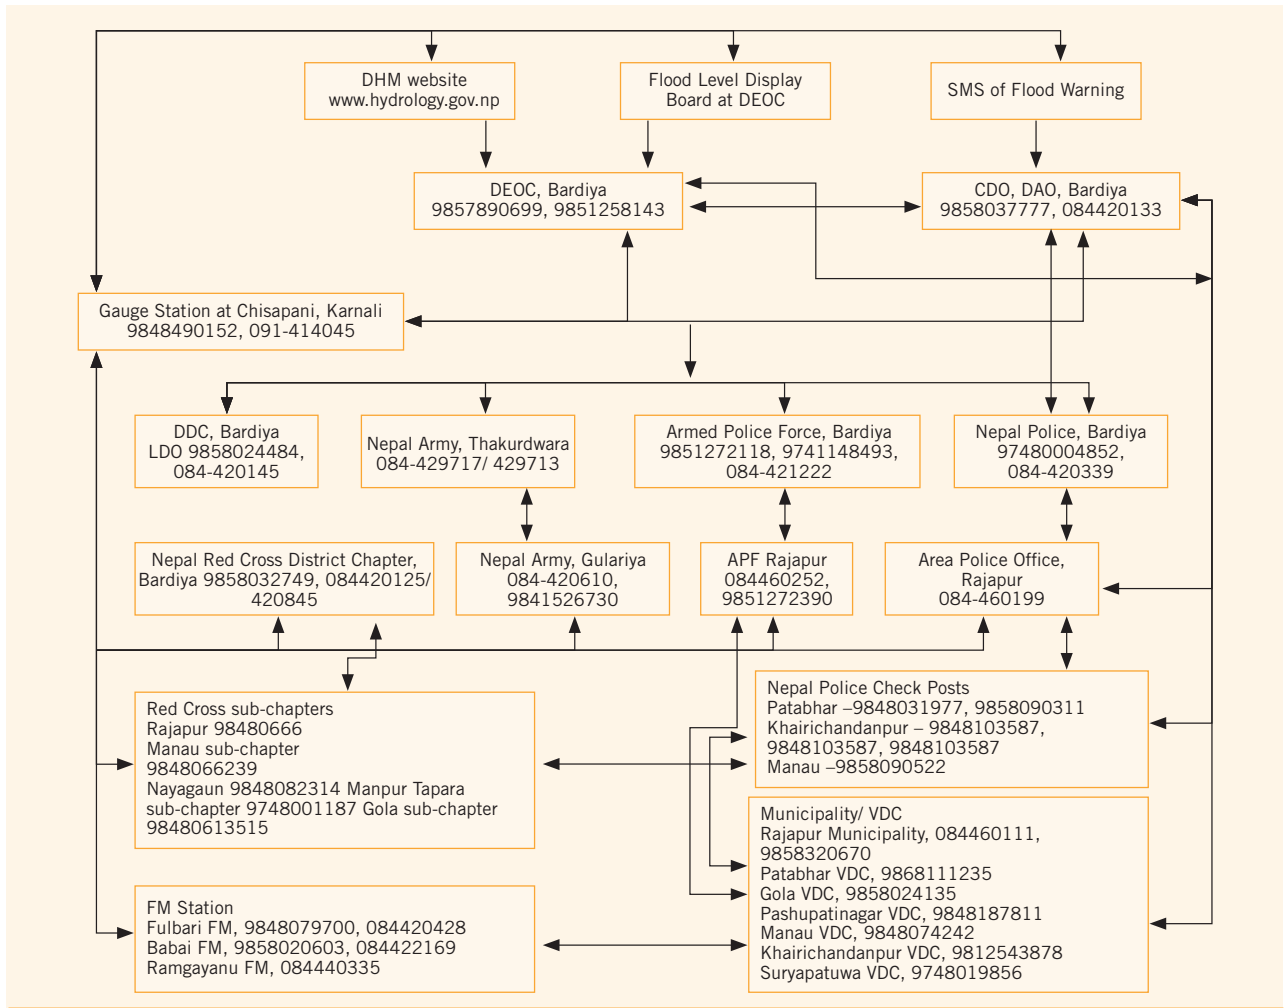 DHM website
www.hydrology.gov.np
Flood Level Display
Board at DEOC
SMS of Flood Warning
DEOC, Bardiya
9857890699, 9851258143
CDO, DAO, Bardiya
9858037777, 084420133
Gauge Station at Chisapani, Karnali
9848490152, 091-414045
DDC, Bardiya
LDO 9858024484,
084-420145
Nepal Army, Thakurdwara
084-429717/ 429713
Armed Police Force, Bardiya
9851272118, 9741148493,
084-421222
Nepal Police, Bardiya
97480004852,
084-420339
Nepal Red Cross District Chapter,
Bardiya 9858032749, 084420125/
420845
Nepal Army, Gulariya
084-420610,
9841526730
APF Rajapur
084460252,
9851272390
Area Police Office,
Rajapur
084-460199
Red Cross sub-chapters
Rajapur 98480666
Manau sub-chapter
9848066239
Nayagaun 9848082314 Manpur Tapara
sub-chapter 9748001187 Gola sub-chapter
98480613515
Nepal Police Check Posts
Patabhar –9848031977, 9858090311
Khairichandanpur – 9848103587,
9848103587, 9848103587
Manau –9858090522
Municipality/ VDC
Rajapur Municipality, 084460111,
9858320670
Patabhar VDC, 9868111235
Gola VDC, 9858024135
Pashupatinagar VDC, 9848187811
Manau VDC, 9848074242
Khairichandanpur VDC, 9812543878
Suryapatuwa VDC, 9748019856
FM Station
Fulbari FM, 9848079700, 084420428
Babai FM, 9858020603, 084422169
Ramgayanu FM, 084440335